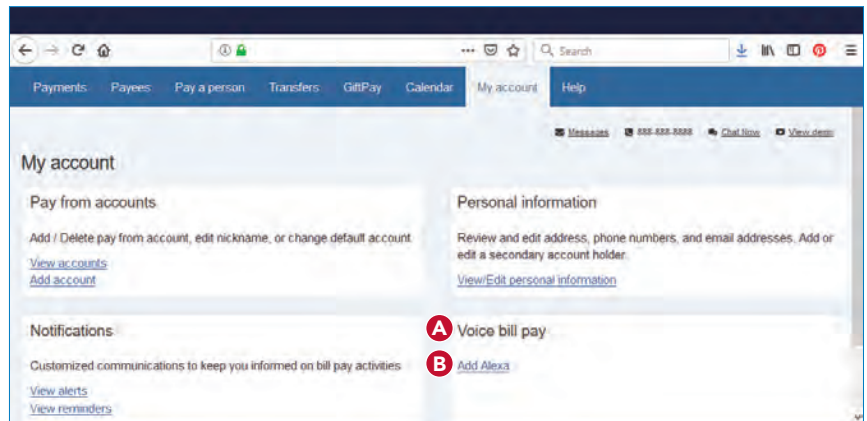 Search
Payments Payees Pay a person Transfers GiftPay Calendar My account Help
Messages 888-888-8888 Chat Now View demo
My account
Pay from accounts
Add / Delete pay from account, edit nickname, or change default account
View accounts
Add account
Personal information
Review and edit address, phone numbers, and email addresses. Add or
edit a secondary account holder.
View/Edit personal information
Notifications
Customized communications to keep you informed on bill pay activities
View alerts
View reminders
A Voice bill pay
B Add Alexa